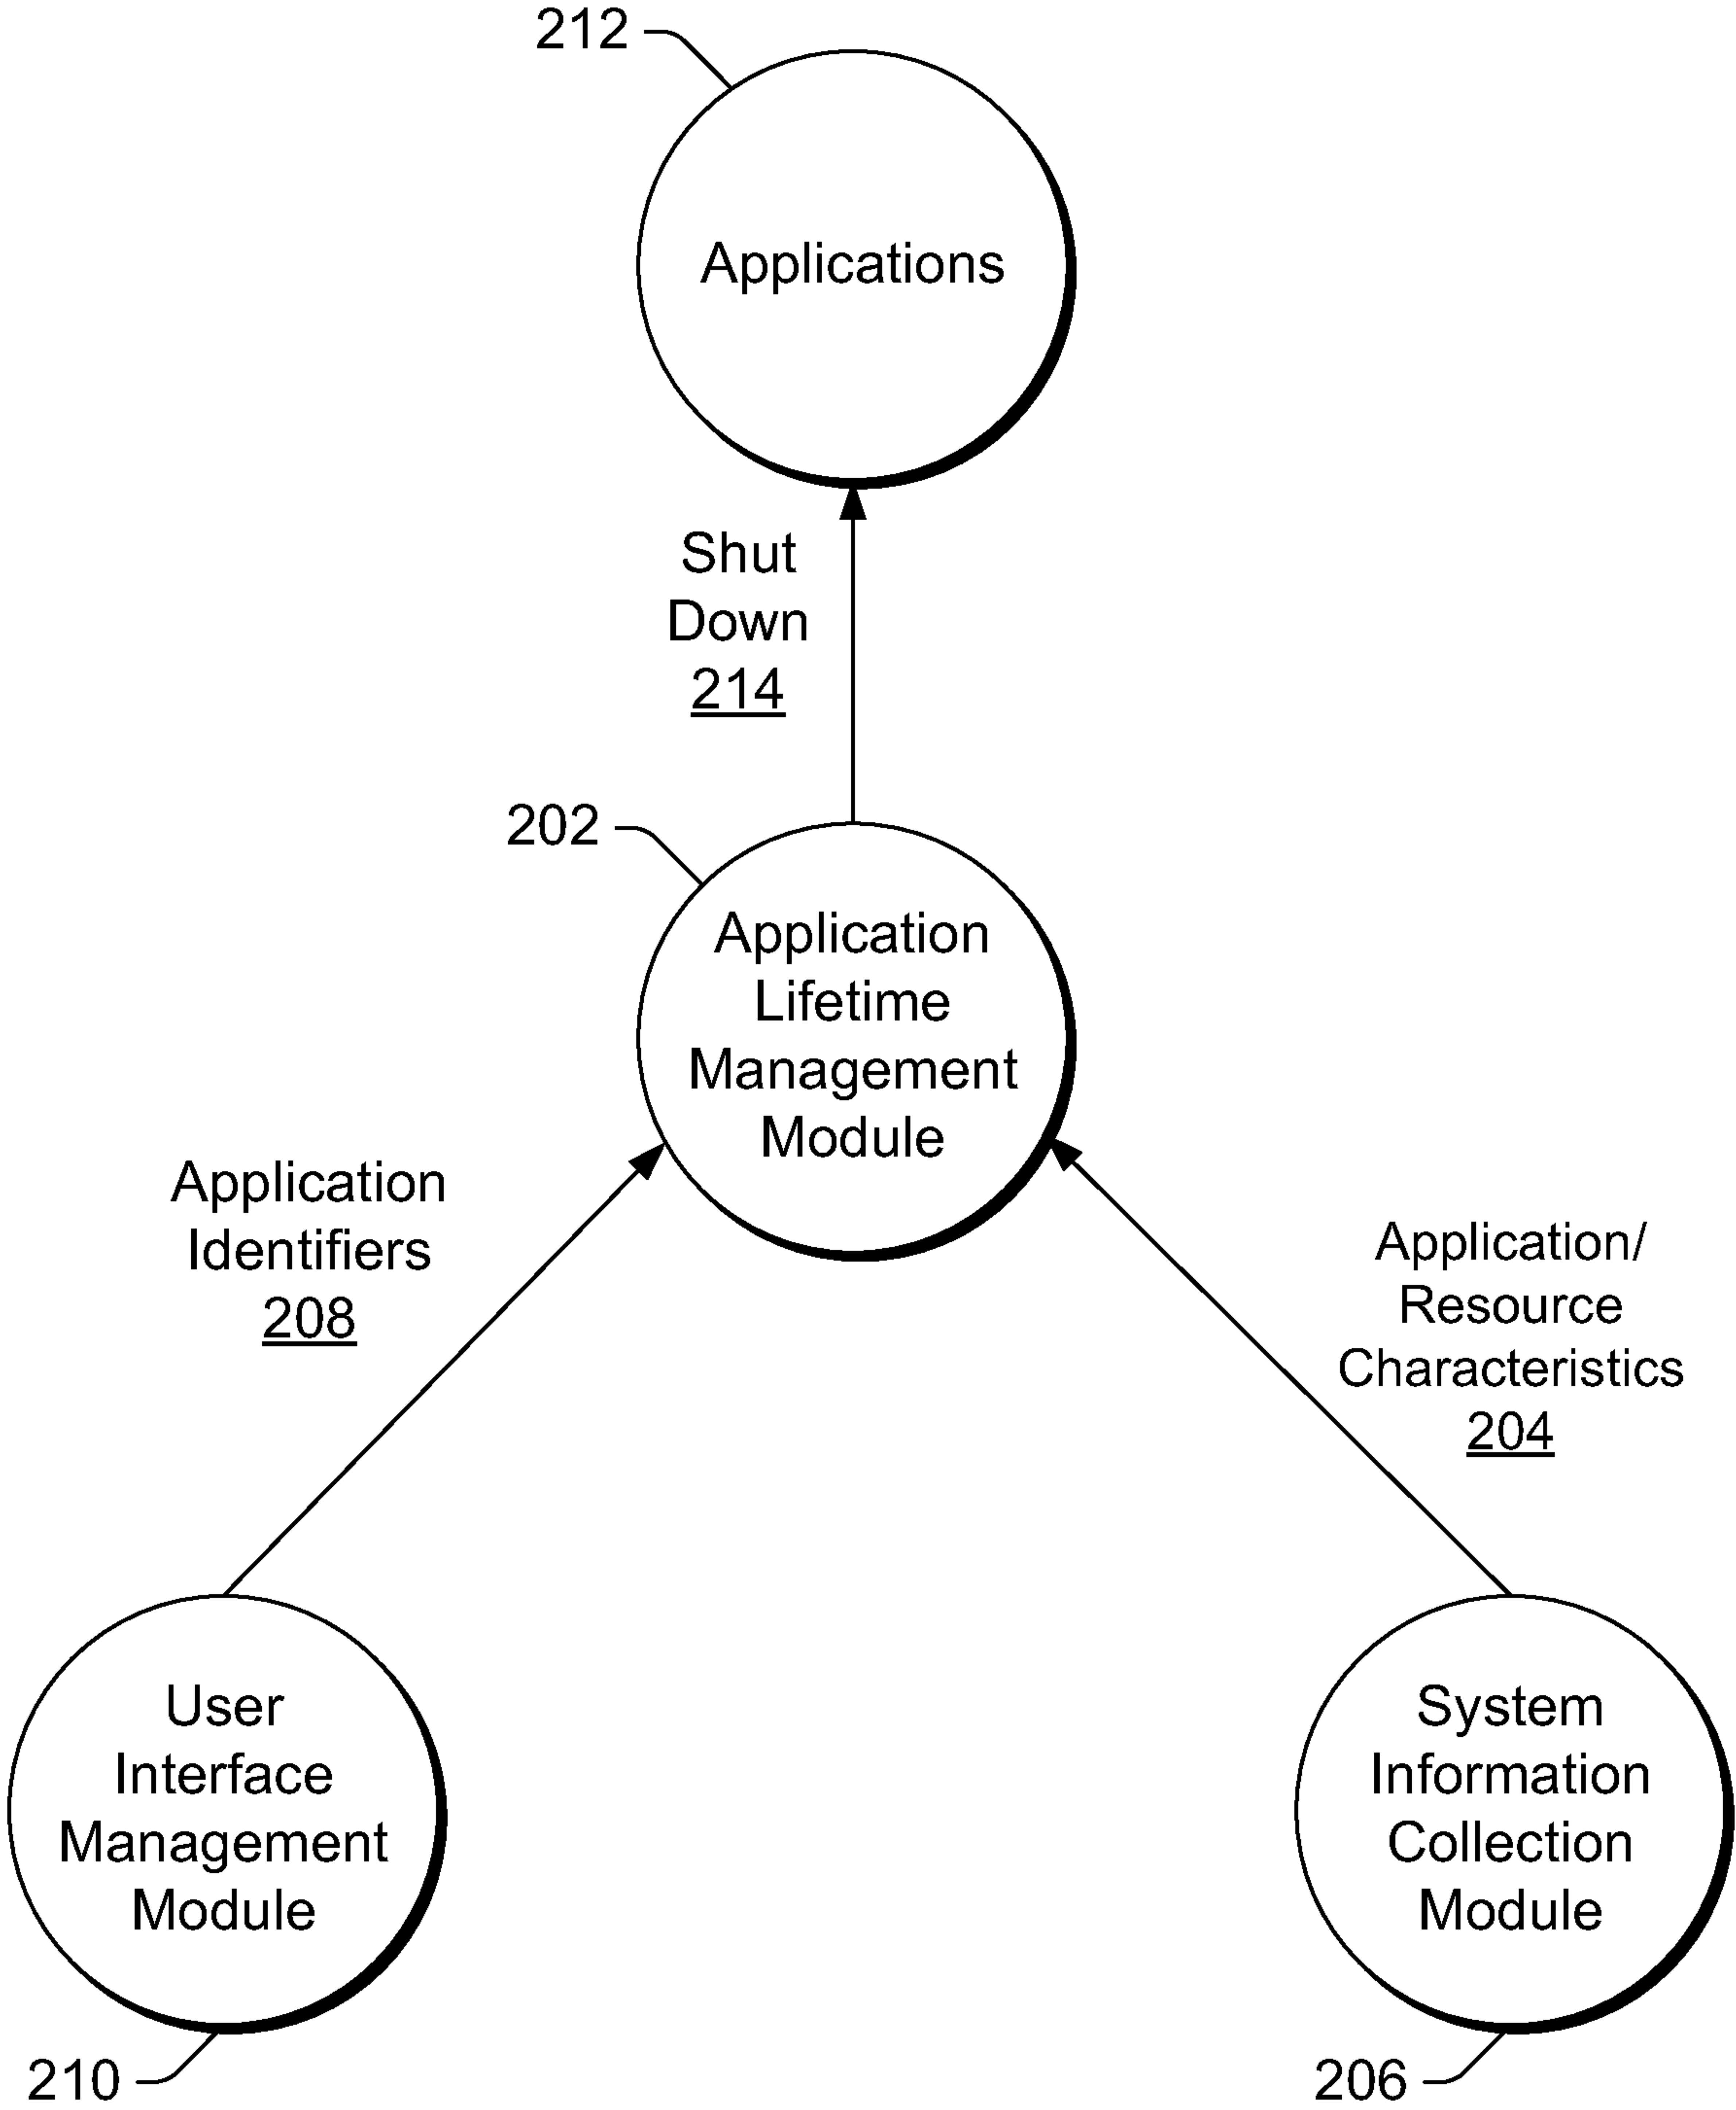 212
Applications
Shut
Down
214
202
Application
Lifetime
Management
Module
Application
Identifiers
208
Application/
Resource
Characteristics
204
User
Interface
Management
Module
210
System
Information
Collection
Module
206